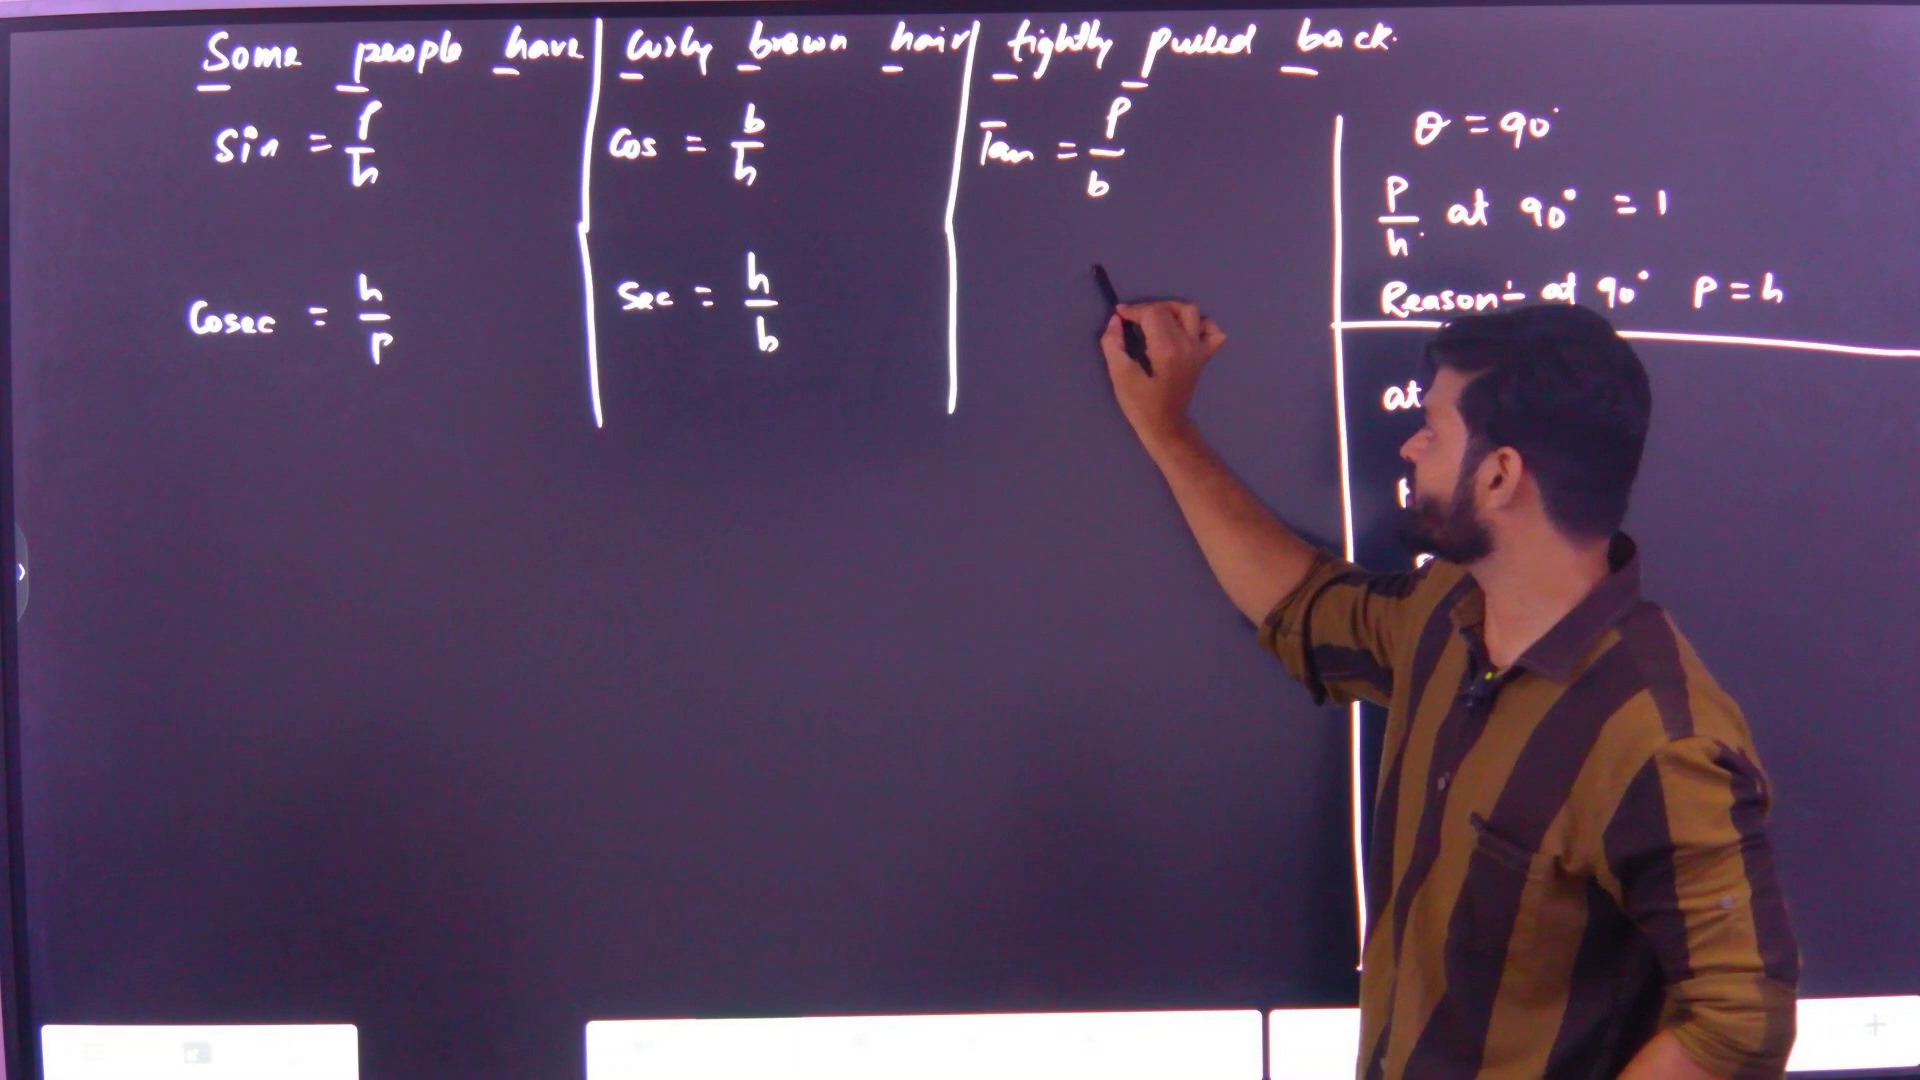 Some people have curly brown hair tightly pulled back.
Sin = P/h
Cos = b/h
Tan = P/b
Cosec = h/P
Sec = h/b
θ = 90°
P/h at 90° = 1
Reason:- at 90° P = h
at